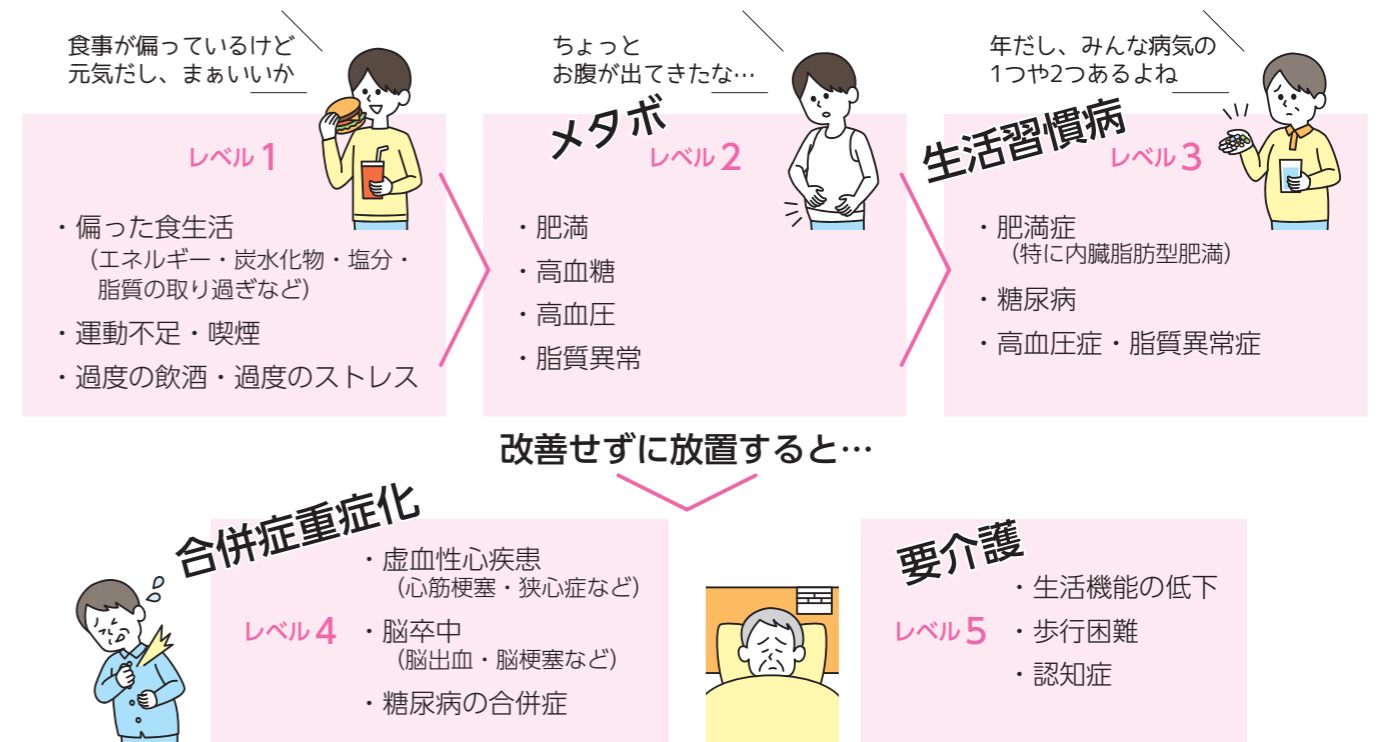 食事が偏っているけど
元気だし、まぁいいか
レベル1
・偏った食生活
（エネルギー・炭水化物・塩分・
脂質の取り過ぎなど）
・運動不足・喫煙
・過度の飲酒・過度のストレス
ちょっと
お腹が出てきたな…
メタボ
レベル2
・肥満
・高血糖
・高血圧
・脂質異常
年だし、みんな病気の
1つや2つあるよね
生活習慣病
レベル3
・肥満症
（特に内臓脂肪型肥満）
・糖尿病
・高血圧症・脂質異常症
改善せずに放置すると…
合併症重症化
レベル4
・虚血性心疾患
（心筋梗塞・狭心症など）
・脳卒中
（脳出血・脳梗塞など）
・糖尿病の合併症
要介護
レベル5
・生活機能の低下
・歩行困難
・認知症